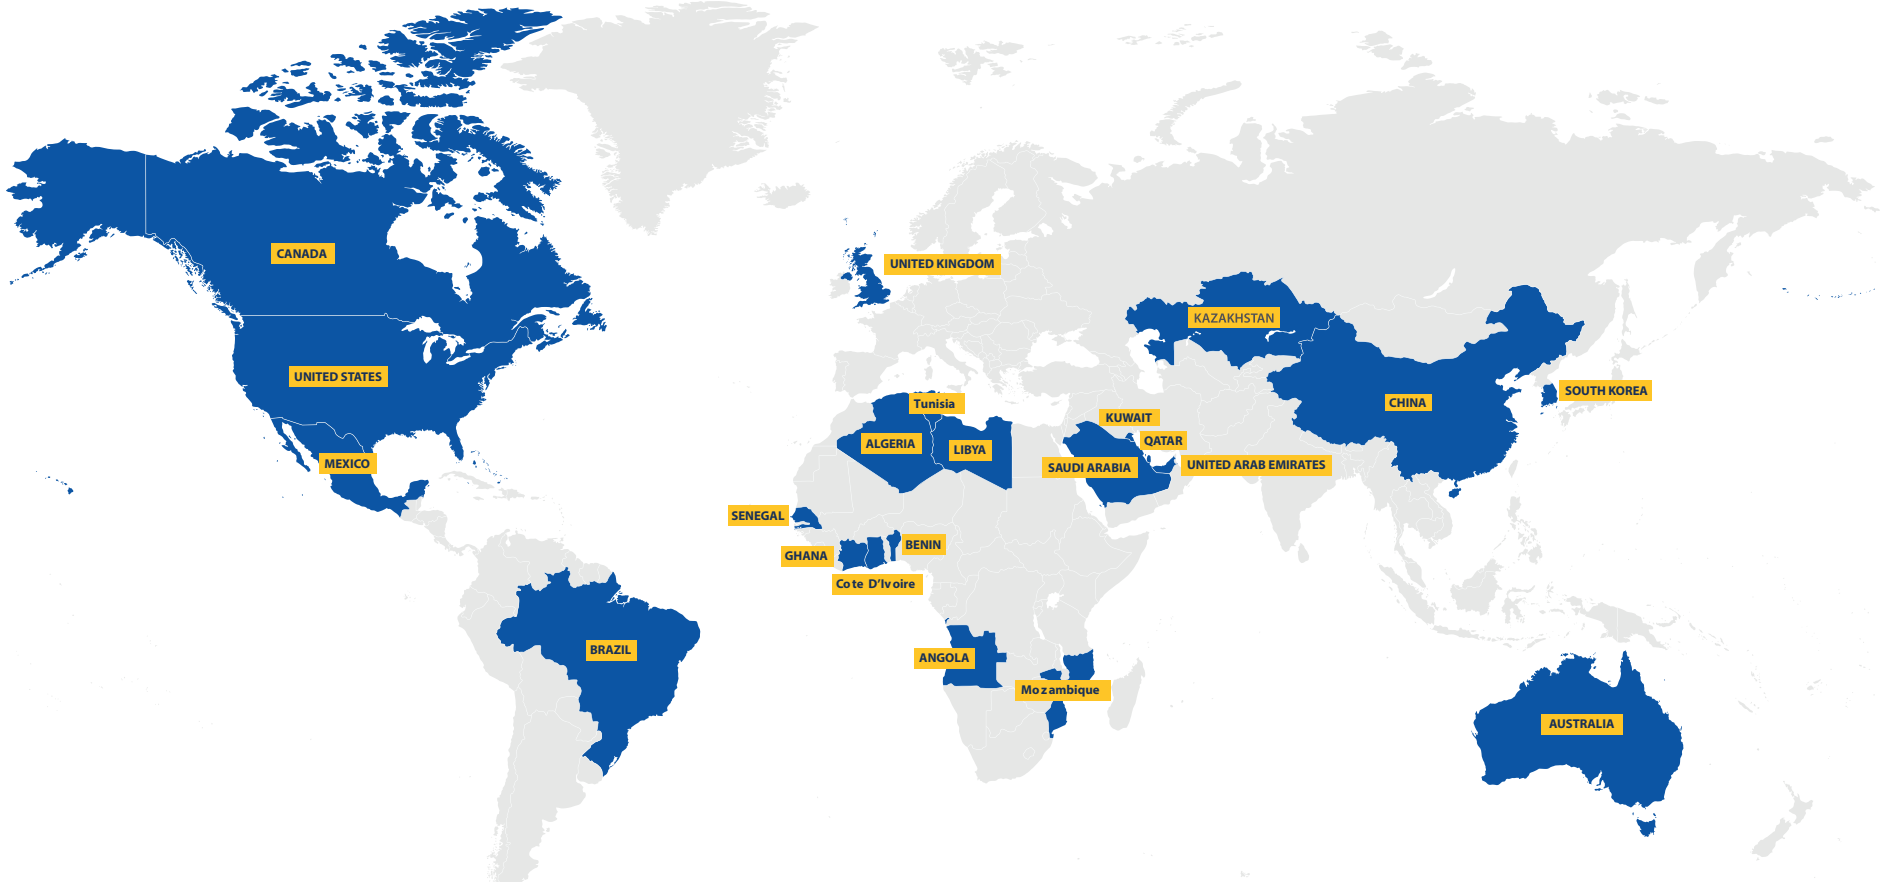 CANADA
UNITED KINGDOM
KAZAKHSTAN
UNITED STATES
SOUTH KOREA
Tunisia
CHINA
KUWAIT
ALGERIA
QATAR
LIBYA
MEXICO
SAUDI ARABIA
UNITED ARAB EMIRATES
SENEGAL
BENIN
GHANA
Cote D'Ivoire
BRAZIL
ANGOLA
Mozambique
AUSTRALIA